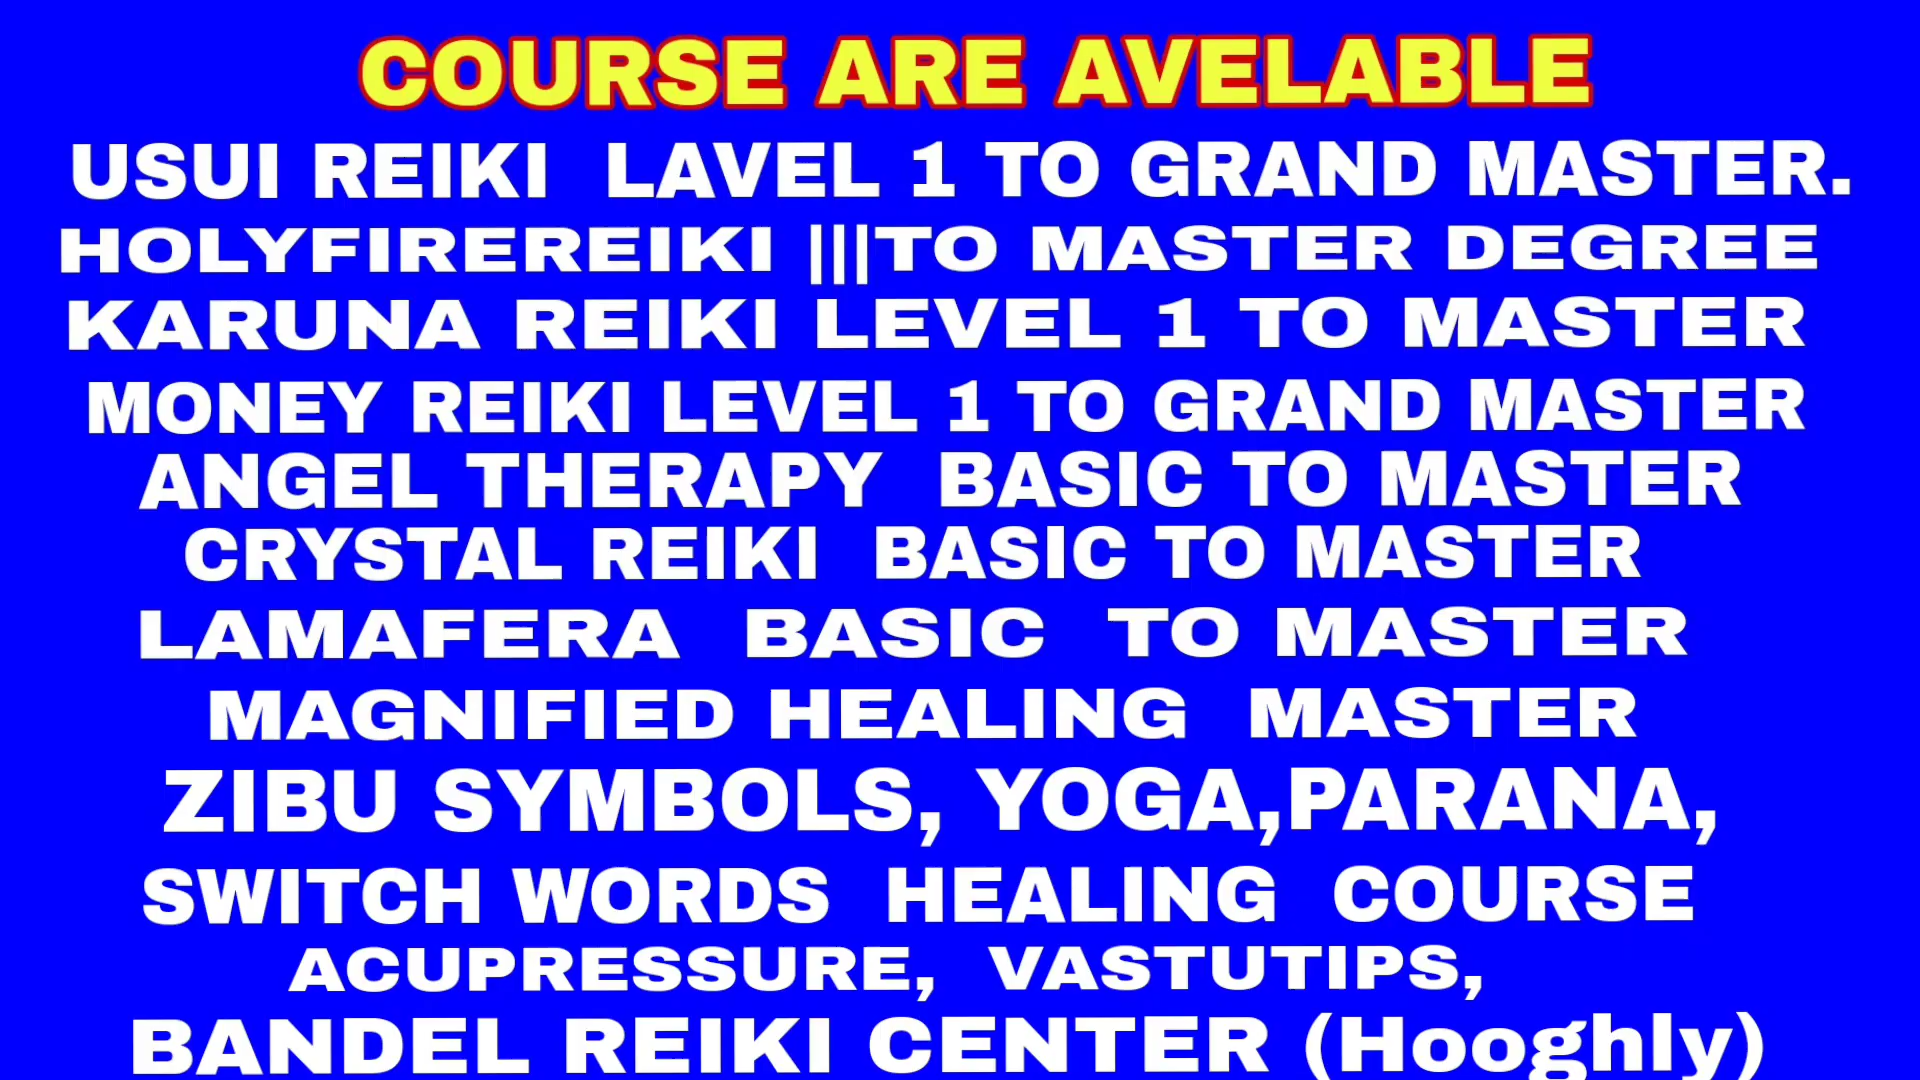 COURSE ARE AVELABLE
USUI REIKI LAVEL 1 TO GRAND MASTER.
HOLYFIREREIKI |||TO MASTER DEGREE
KARUNA REIKI LEVEL 1 TO MASTER
MONEY REIKI LEVEL 1 TO GRAND MASTER
ANGEL THERAPY BASIC TO MASTER
CRYSTAL REIKI BASIC TO MASTER
LAMAFERA BASIC TO MASTER
MAGNIFIED HEALING MASTER
ZIBU SYMBOLS, YOGA,PARANA,
SWITCH WORDS HEALING COURSE
ACUPRESSURE, VASTUTIPS,
BANDEL REIKI CENTER (Hooghly)